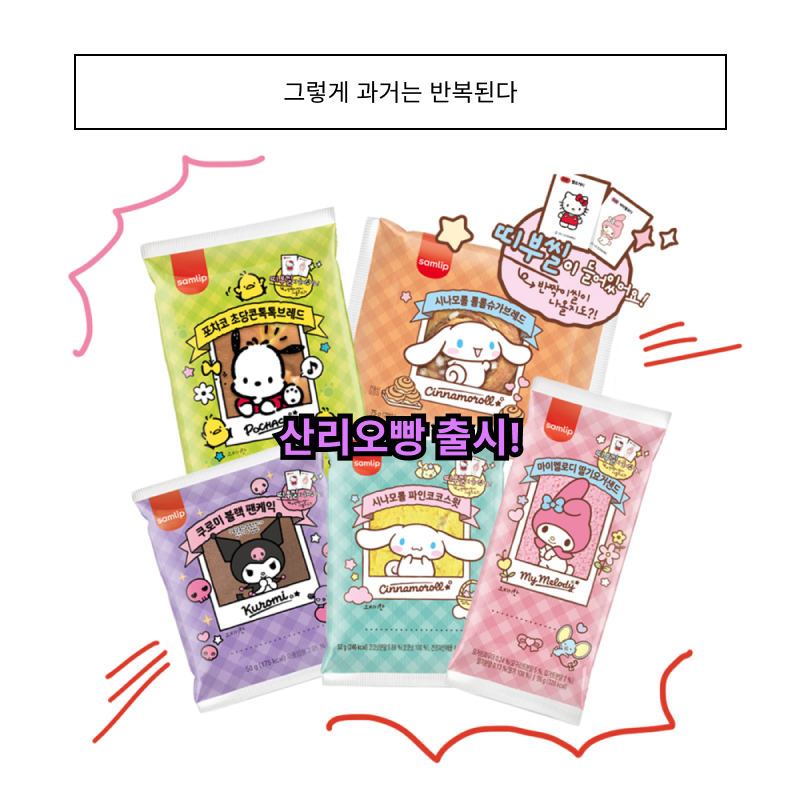 그렇게 과거는 반복된다
띠부씰이 들어있어요!
반짝이씰이
나올지도?!
samlip
포차코 초당콘톡톡브레드
POCHAC
samlip
시나모롤 롤롤슈가브레드
Cinnamoroll
산리오빵 출시!
samlip
쿠로미 블랙 팬케익
Kuromi
50g (175 kcal)
samlip
시나모롤 파인코코스윗
Cinnamoroll
samlip
마이멜로디 딸기요거샌드
My Melody